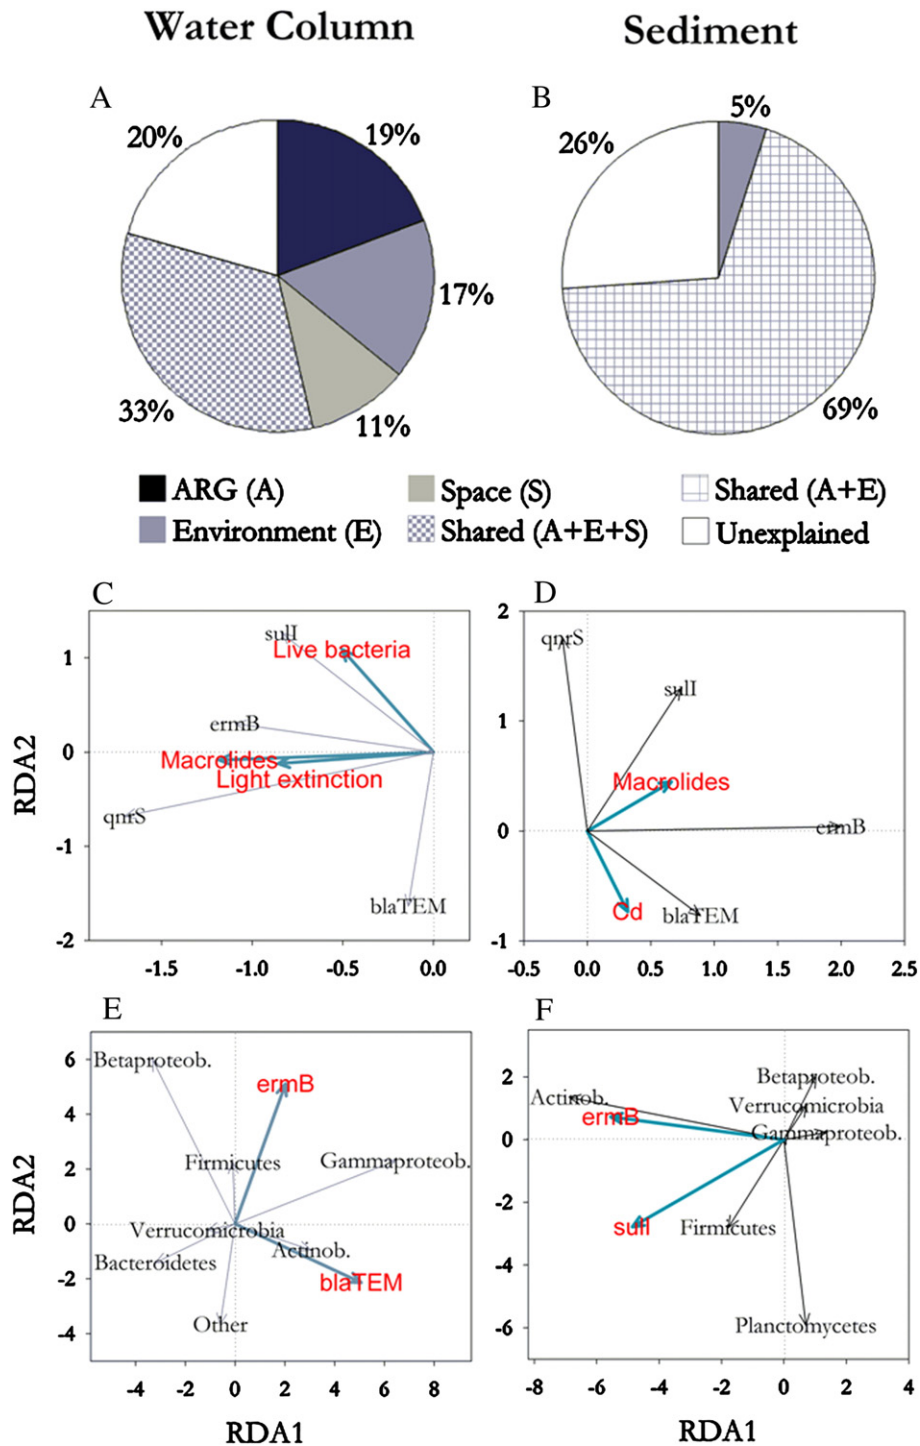 Water Column Sediment
A B
20% 19% 26% 5%
17%
33% 11% 69%
ARG (A) Space (S) Shared (A+E)
Environment (E) Shared (A+E+S) Unexplained
C D
sulI
Live bacteria
ermB
Macrolides
Light extinction
qnrS
blaTEM
RDA2
1
0
-1
-2
-1.5 -1.0 -0.5 0.0
qnrS
sulI
Macrolides
ermB
Cd
blaTEM
2
1
0
-1
-0.5 0.0 0.5 1.0 1.5 2.0 2.5
E F
Betaproteob.
ermB
Firmicutes Gammaproteob.
Verrucomicrobia
Actinob.
Bacteroidetes
blaTEM
Other
RDA2
6
4
2
0
-2
-4
-4 -2 0 2 4 6 8
RDA1
Betaproteob.
Actinob.
Verrucomicrobia
ermB
Gammaproteob.
sulI
Firmicutes
Planctomycetes
2
0
-2
-4
-6
-8 -6 -4 -2 0 2 4
RDA1